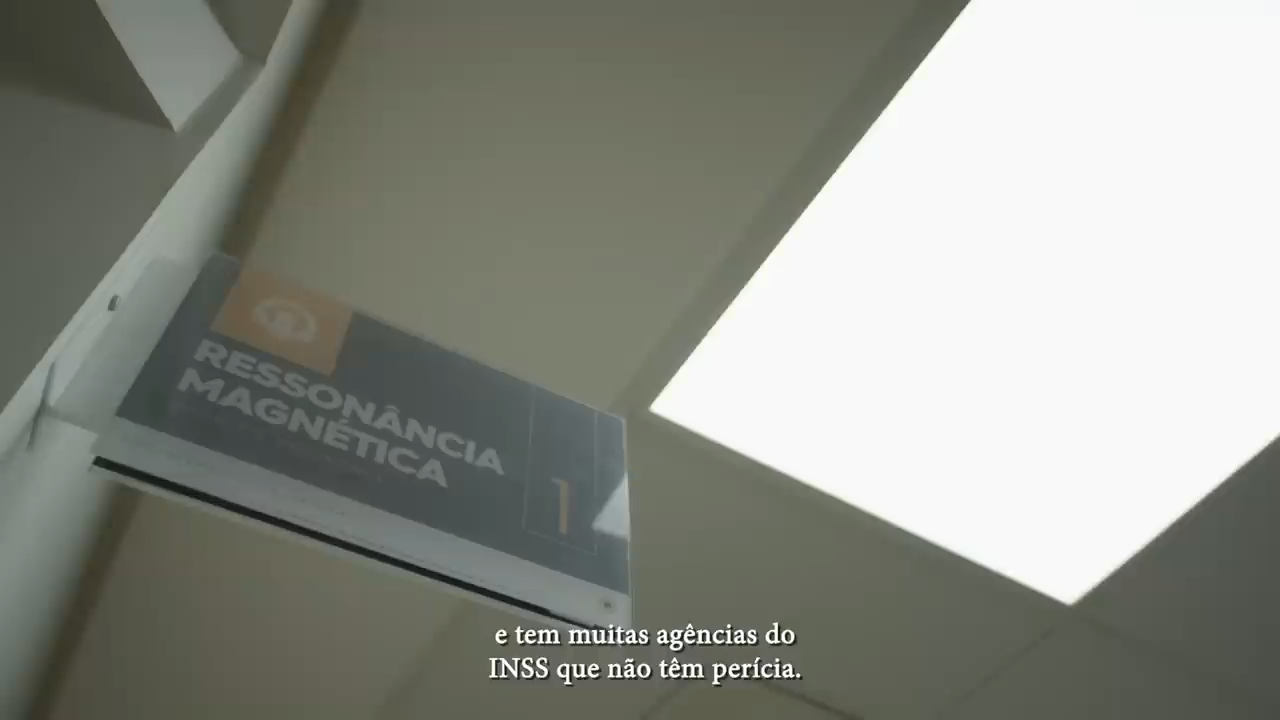 RESSONÂNCIA
MAGNÉTICA
1
e tem muitas agências do
INSS que não têm perícia.